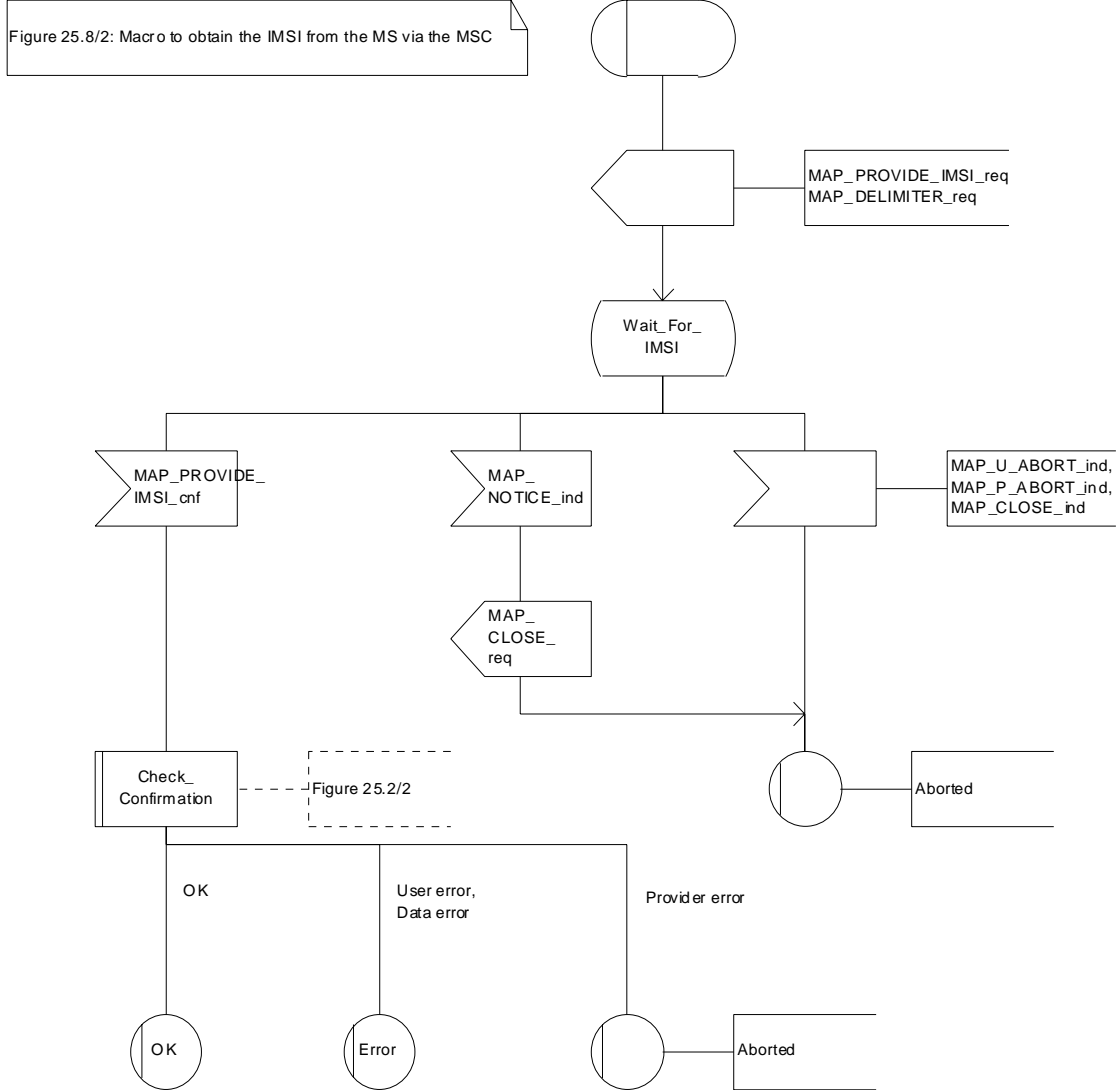 Figure 25.8/2: Macro to obtain the IMSI from the MS via the MSC
MAP_PROVIDE_IMSI_req
MAP_DELIMITER_req
Wait_For_
IMSI
MAP_PROVIDE_
IMSI_cnf
MAP_
NOTICE_ind
MAP_U_ABORT_ind,
MAP_P_ABORT_ind,
MAP_CLOSE_ind
MAP_
CLOSE_
req
Check_
Confirmation
Figure 25.2/2
Aborted
OK
User error,
Data error
Provider error
OK
Error
Aborted